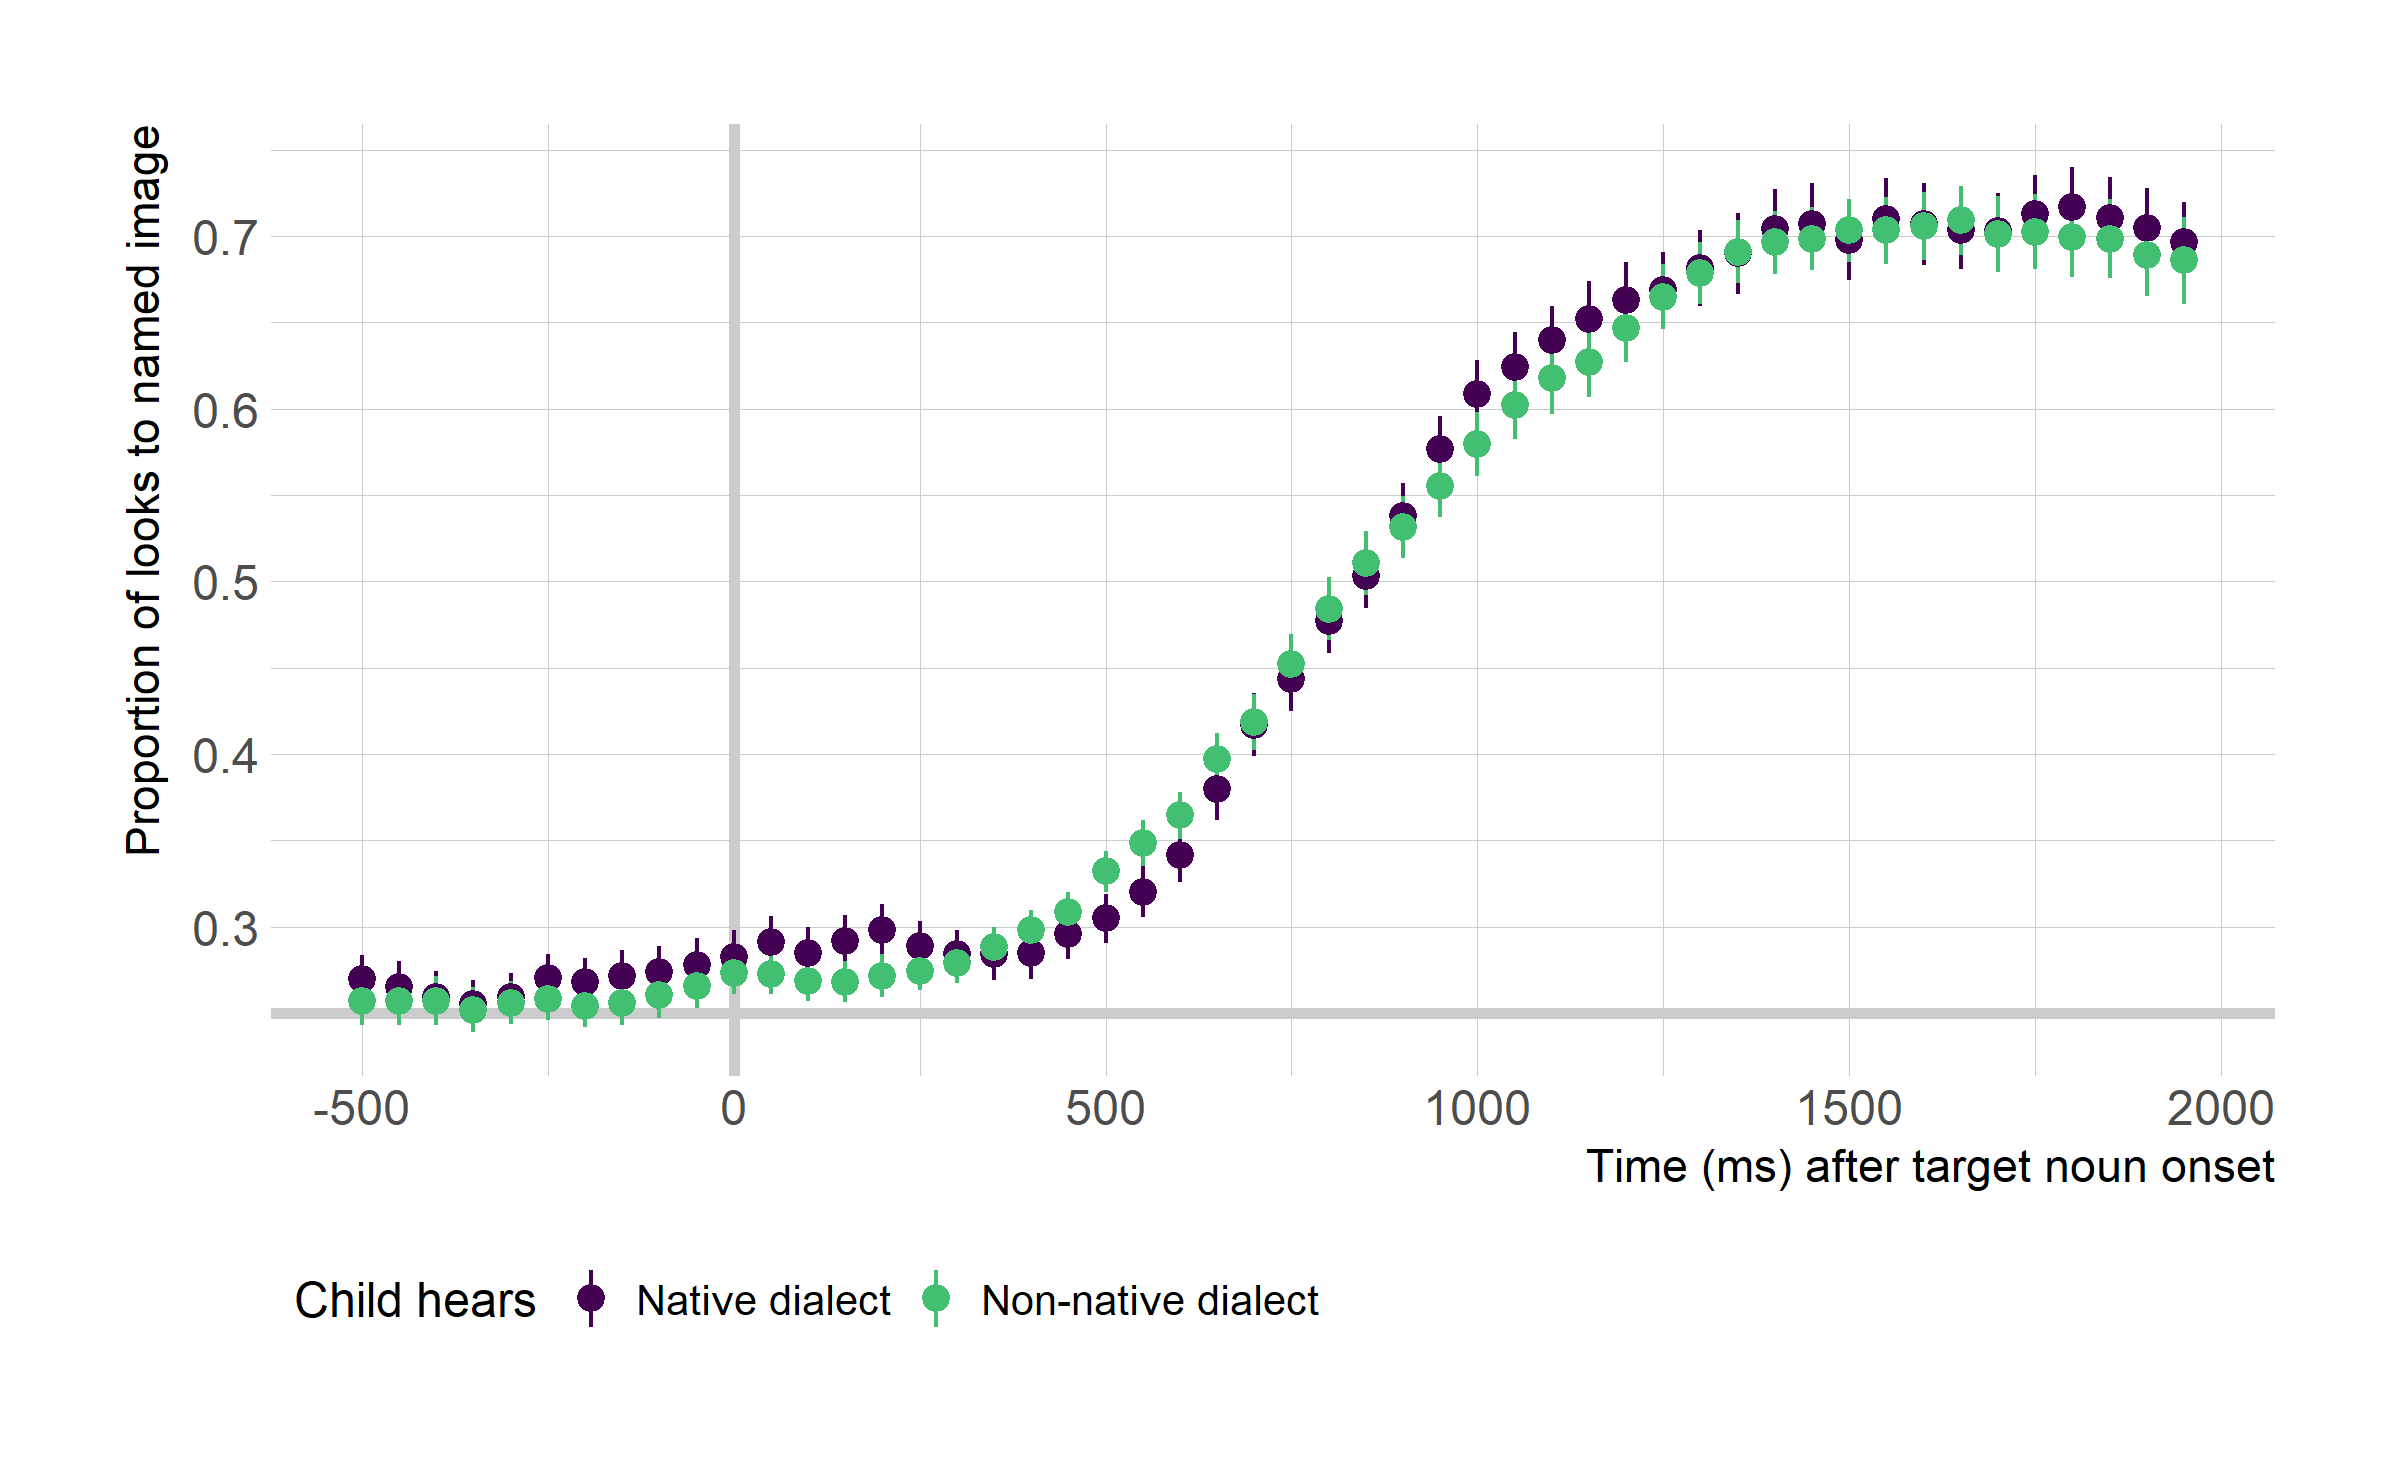 Proportion of looks to named image
0.7
0.6
0.5
0.4
0.3
-500 0 500 1000 1500 2000
Time (ms) after target noun onset
Child hears Native dialect Non-native dialect